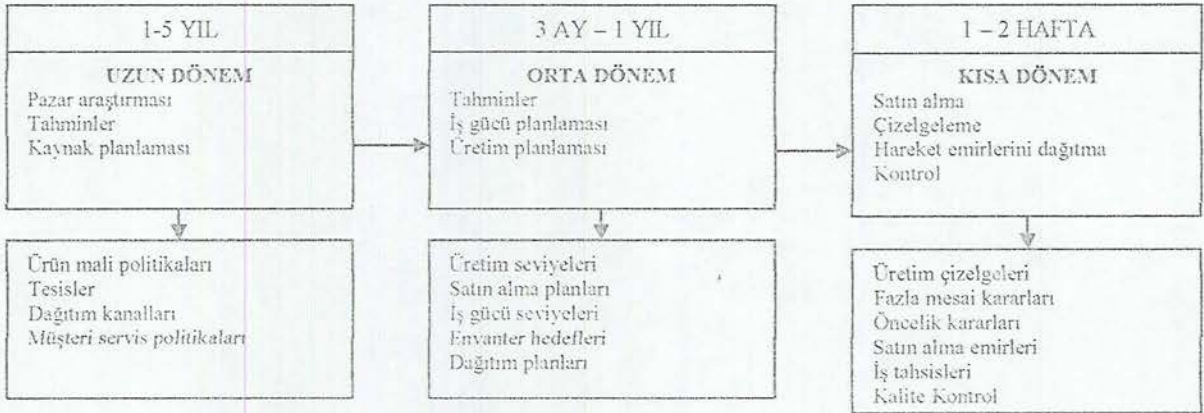 1-5 YIL
UZUN DÖNEM
Pazar araştırması
Tahminler
Kaynak planlaması
Ürün mali politikaları
Tesisler
Dağıtım kanalları
Müşteri servis politikaları
3 AY – 1 YIL
ORTA DÖNEM
Tahminler
İş gücü planlaması
Üretim planlaması
Üretim seviyeleri
Satın alma planları
İş gücü seviyeleri
Envanter hedefleri
Dağıtım planları
1 – 2 HAFTA
KISA DÖNEM
Satın alma
Çizelgeleme
Hareket emirlerini dağıtma
Kontrol
Üretim çizelgeleri
Fazla mesai kararları
Öncelik kararları
Satın alma emirleri
İş tahsisleri
Kalite Kontrol